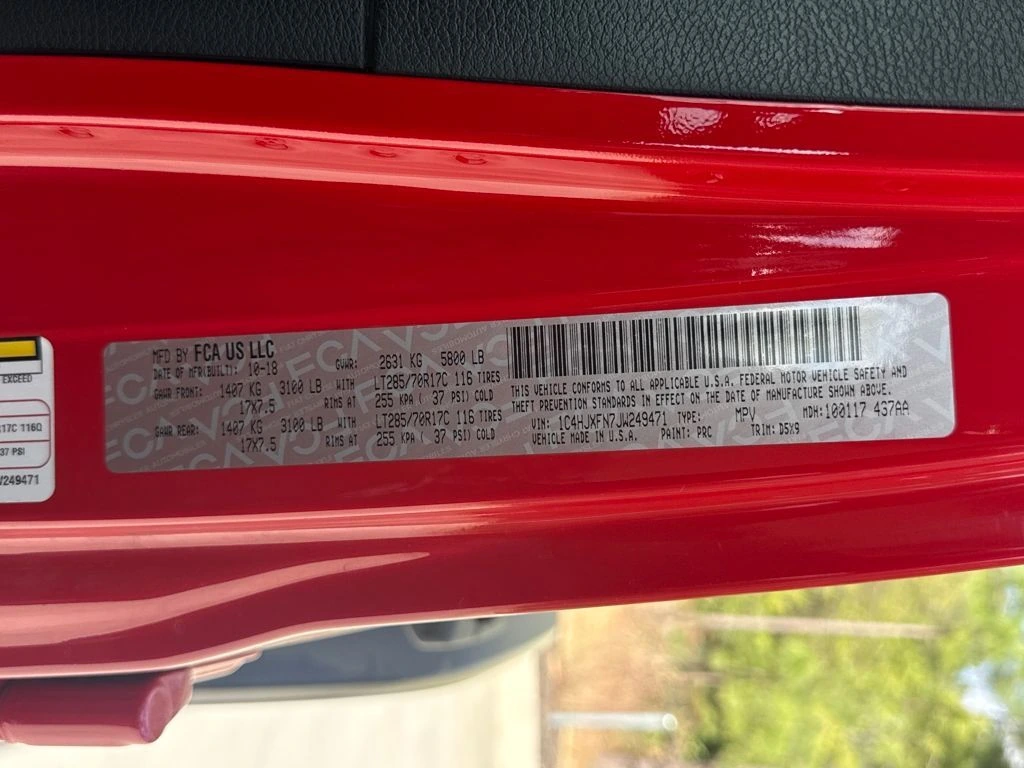 EXCEED
R17C 116Q
37 PSI
W249471
MFD BY FCA US LLC
DATE OF MFR(BUILT): 10-18 GVWR: 2631 KG 5800 LB
GAWR FRONT: 1407 KG 3100 LB WITH LT285/70R17C 116 TIRES
17X7.5 RIMS AT 255 KPA ( 37 PSI) COLD
GAWR REAR: 1407 KG 3100 LB WITH LT285/70R17C 116 TIRES
17X7.5 RIMS AT 255 KPA ( 37 PSI) COLD
THIS VEHICLE CONFORMS TO ALL APPLICABLE U.S.A. FEDERAL MOTOR VEHICLE SAFETY AND
THEFT PREVENTION STANDARDS IN EFFECT ON THE DATE OF MANUFACTURE SHOWN ABOVE.
VIN: 1C4HJXFN7JW249471 TYPE: MPV MDH: 100117 437AA
VEHICLE MADE IN U.S.A. PAINT: PRC TRIM: D5X9